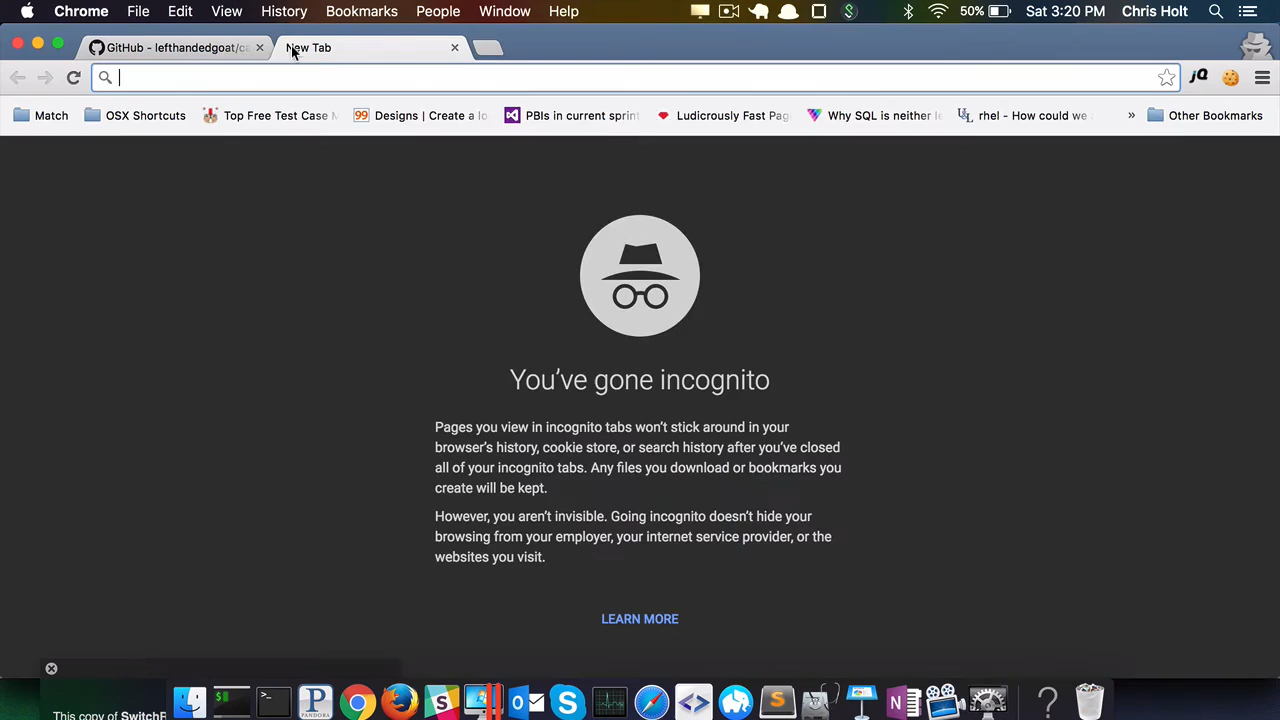 Chrome File Edit View History Bookmarks People Window Help 50% Sat 3:20 PM Chris Holt
GitHub - lefthandedgoat/ca New Tab
jQ
Match OSX Shortcuts Top Free Test Case M 99 Designs | Create a lo PBIs in current sprint Ludicrously Fast Pag Why SQL is neither UL rhel - How could we » Other Bookmarks
You've gone incognito
Pages you view in incognito tabs won't stick around in your
browser's history, cookie store, or search history after you've closed
all of your incognito tabs. Any files you download or bookmarks you
create will be kept.
However, you aren't invisible. Going incognito doesn't hide your
browsing from your employer, your internet service provider, or the
websites you visit.
LEARN MORE
This copy of SwitchR
PANDORA